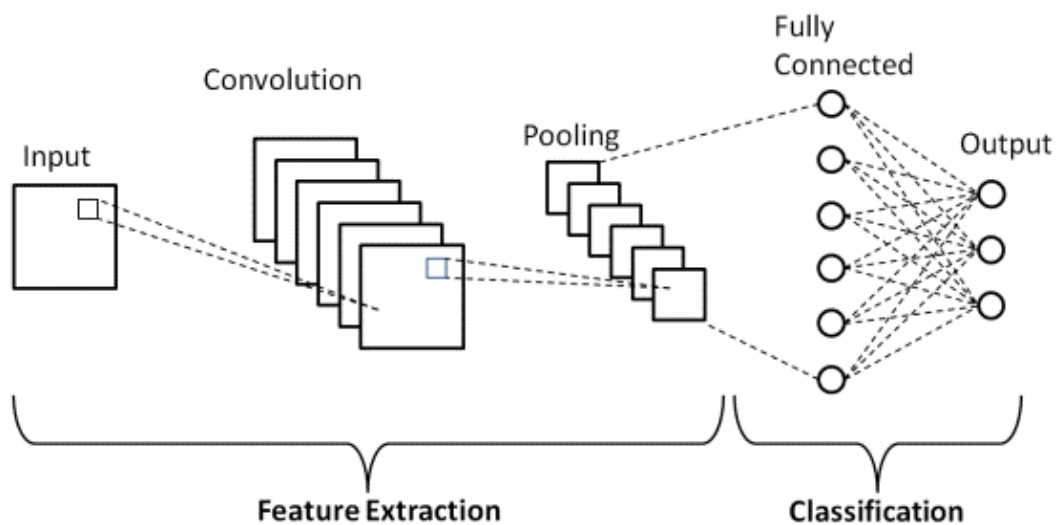 Input
Convolution
Pooling
Fully
Connected
Output
Feature Extraction
Classification